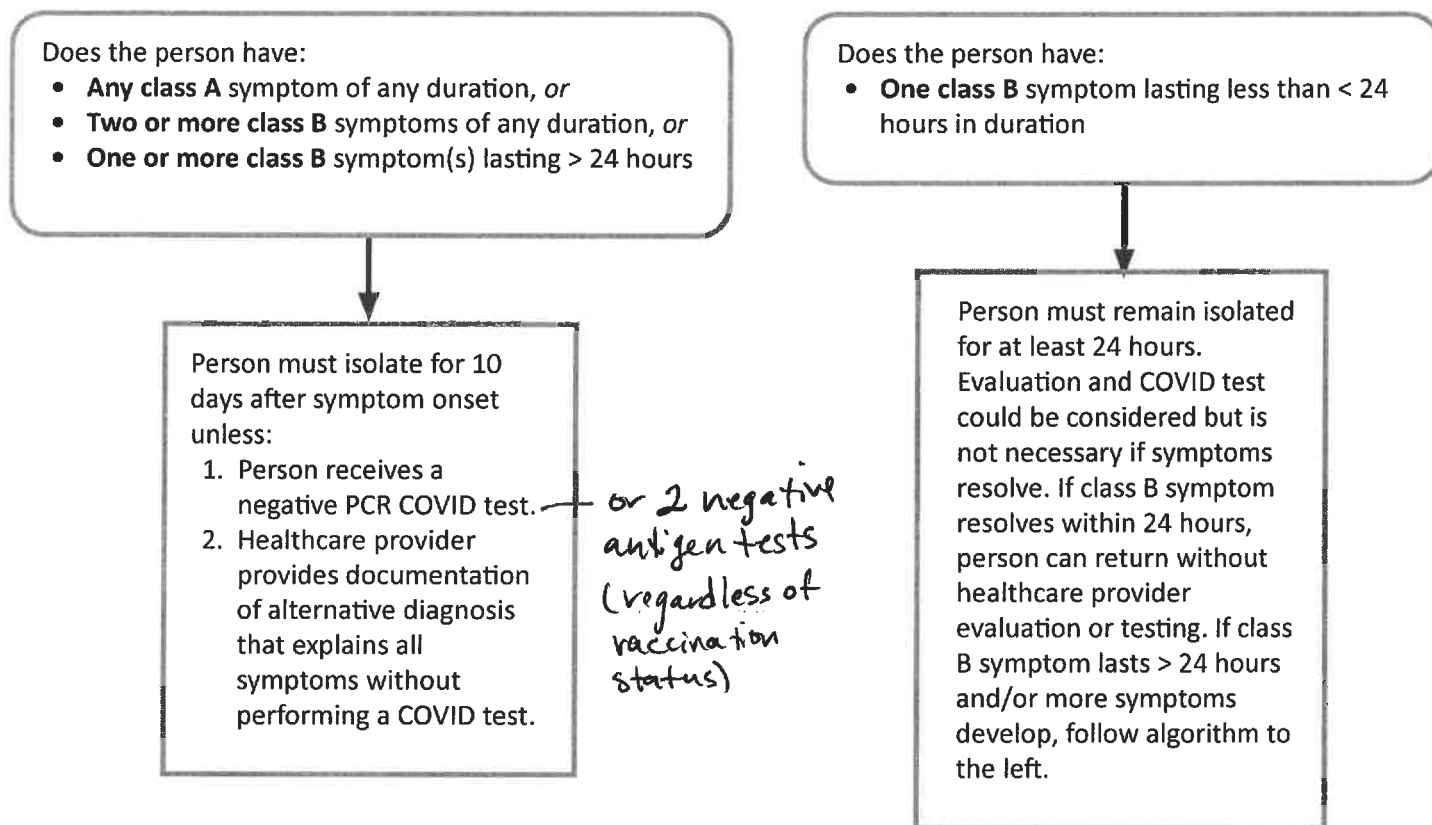 Does the person have:
• Any class A symptom of any duration, or
• Two or more class B symptoms of any duration, or
• One or more class B symptom(s) lasting > 24 hours
Person must isolate for 10
days after symptom onset
unless:
1. Person receives a
negative PCR COVID test.
2. Healthcare provider
provides documentation
of alternative diagnosis
that explains all
symptoms without
performing a COVID test.
or 2 negative
antigen tests
(regardless of
vaccination
status)
Does the person have:
• One class B symptom lasting less than < 24
hours in duration
Person must remain isolated
for at least 24 hours.
Evaluation and COVID test
could be considered but is
not necessary if symptoms
resolve. If class B symptom
resolves within 24 hours,
person can return without
healthcare provider
evaluation or testing. If class
B symptom lasts > 24 hours
and/or more symptoms
develop, follow algorithm to
the left.